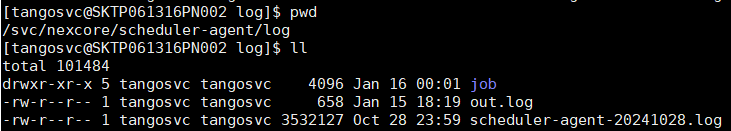 [tangosvc@SKTP061316PN002 log]$ pwd
/svc/nexcore/scheduler-agent/log
[tangosvc@SKTP061316PN002 log]$ ll
total 101484
drwxr-xr-x 5 tangosvc tangosvc    4096 Jan 16 00:01 job
-rw-r--r-- 1 tangosvc tangosvc     658 Jan 15 18:19 out.log
-rw-r--r-- 1 tangosvc tangosvc 3532127 Oct 28 23:59 scheduler-agent-20241028.log